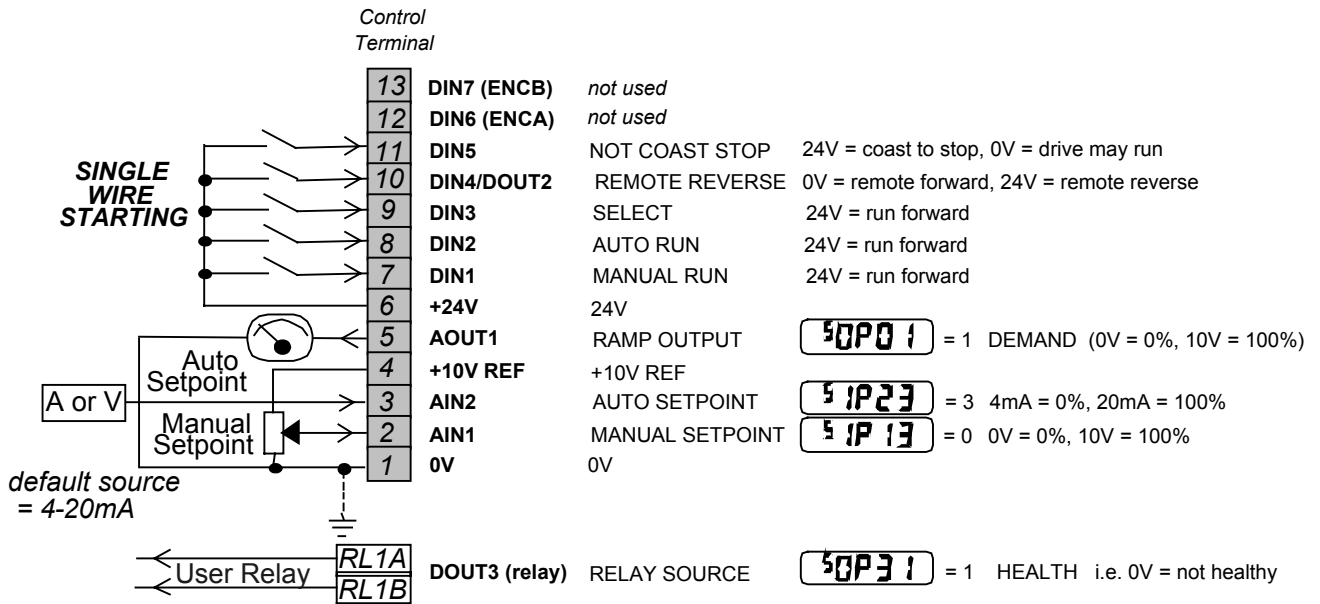 Control
Terminal
13 DIN7 (ENCB) not used
12 DIN6 (ENCA) not used
11 DIN5 NOT COAST STOP 24V = coast to stop, 0V = drive may run
SINGLE
WIRE
STARTING
10 DIN4/DOUT2 REMOTE REVERSE 0V = remote forward, 24V = remote reverse
9 DIN3 SELECT 24V = run forward
8 DIN2 AUTO RUN 24V = run forward
7 DIN1 MANUAL RUN 24V = run forward
6 +24V 24V
5 AOUT1 RAMP OUTPUT SOP01 = 1 DEMAND (0V = 0%, 10V = 100%)
Auto
Setpoint
4 +10V REF +10V REF
A or V
3 AIN2 AUTO SETPOINT SIP23 = 3 4mA = 0%, 20mA = 100%
Manual
Setpoint
2 AIN1 MANUAL SETPOINT SIP13 = 0 0V = 0%, 10V = 100%
1 0V 0V
default source
= 4-20mA
User Relay
RL1A
RL1B
DOUT3 (relay) RELAY SOURCE SOP31 = 1 HEALTH i.e. 0V = not healthy